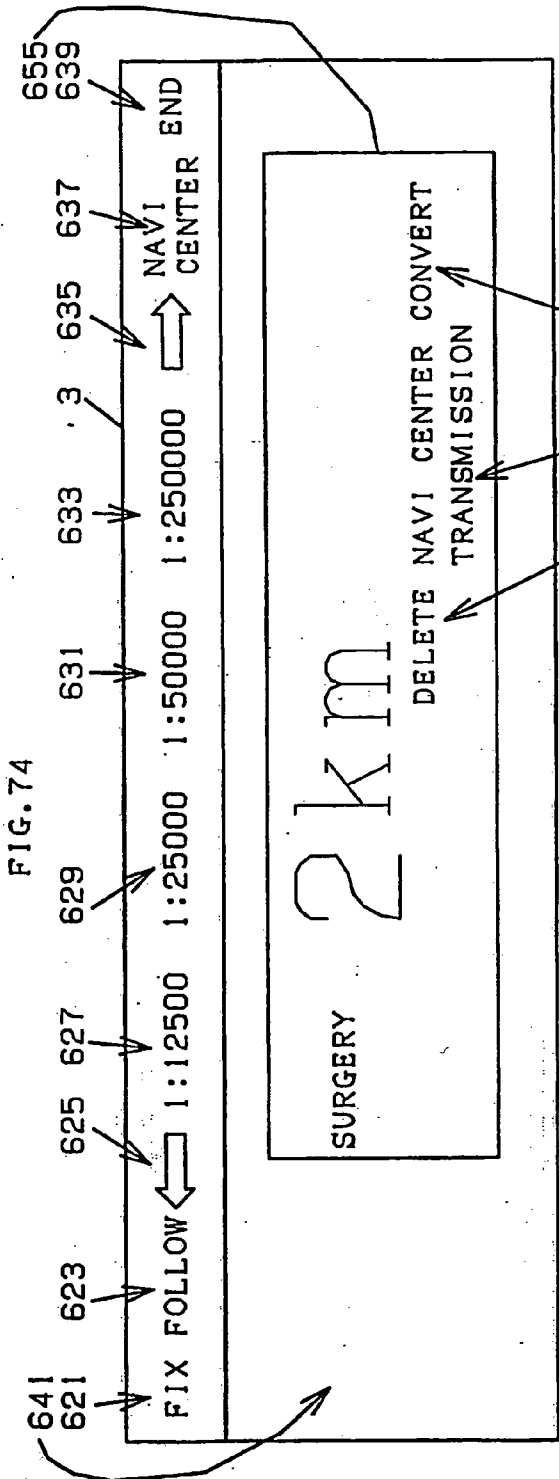 FIG.74
641
621 623 625 627 629 631 633 3 635 637 639
655
FIX FOLLOW 1:12500 1:25000 1:50000 1:250000 NAVI END
CENTER
SURGERY 2km
DELETE NAVI CENTER CONVERT
TRANSMISSION